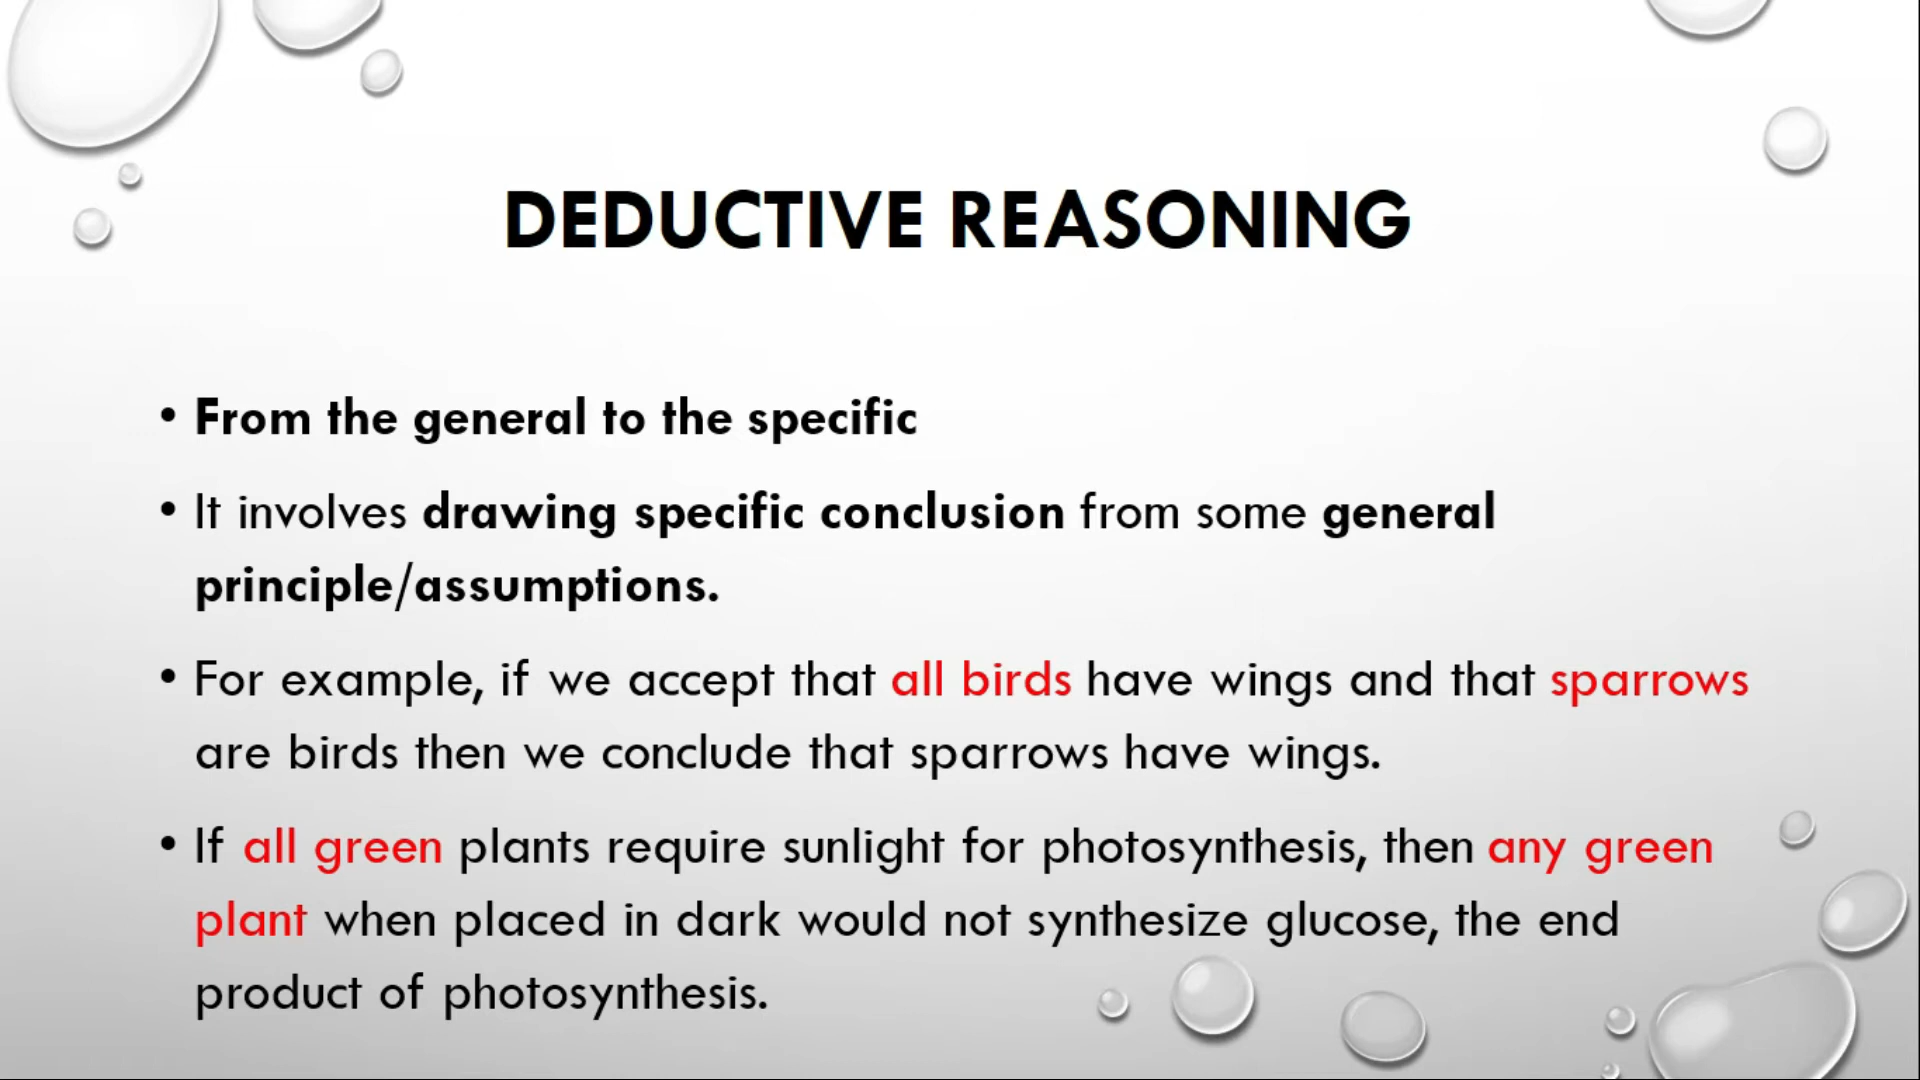 DEDUCTIVE REASONING
• From the general to the specific
• It involves drawing specific conclusion from some general
principle/assumptions.
• For example, if we accept that all birds have wings and that sparrows
are birds then we conclude that sparrows have wings.
• If all green plants require sunlight for photosynthesis, then any green
plant when placed in dark would not synthesize glucose, the end
product of photosynthesis.